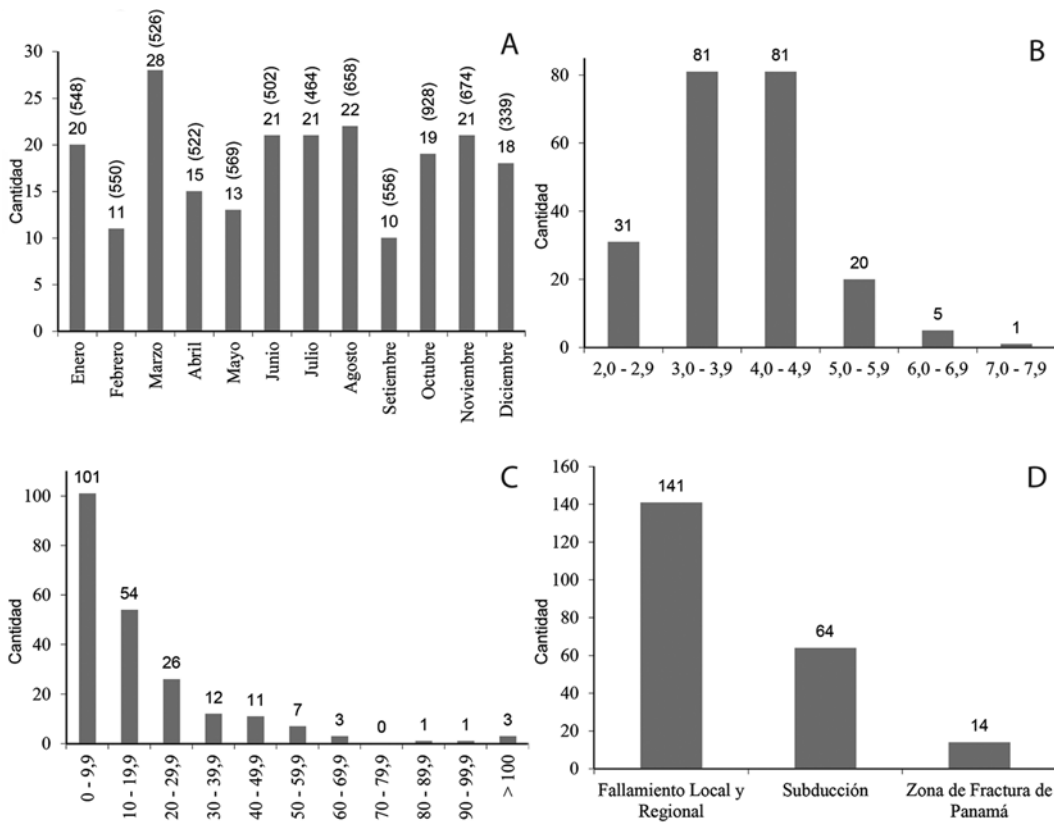 A
Cantidad
30
25
20
15
10
5
0
20 (548)
11 (550)
28 (526)
15 (522)
13 (569)
21 (502)
21 (464)
22 (658)
10 (556)
19 (928)
21 (674)
18 (339)
Enero
Febrero
Marzo
Abril
Mayo
Junio
Julio
Agosto
Setiembre
Octubre
Noviembre
Diciembre
B
Cantidad
80
60
40
20
0
31
81
81
20
5
1
2,0 - 2,9
3,0 - 3,9
4,0 - 4,9
5,0 - 5,9
6,0 - 6,9
7,0 - 7,9
C
Cantidad
100
80
60
40
20
0
101
54
26
12
11
7
3
0
1
1
3
0 - 9,9
10 - 19,9
20 - 29,9
30 - 39,9
40 - 49,9
50 - 59,9
60 - 69,9
70 - 79,9
80 - 89,9
90 - 99,9
> 100
D
Cantidad
160
140
120
100
80
60
40
20
0
141
64
14
Fallamiento Local y
Regional
Subducción
Zona de Fractura de
Panamá